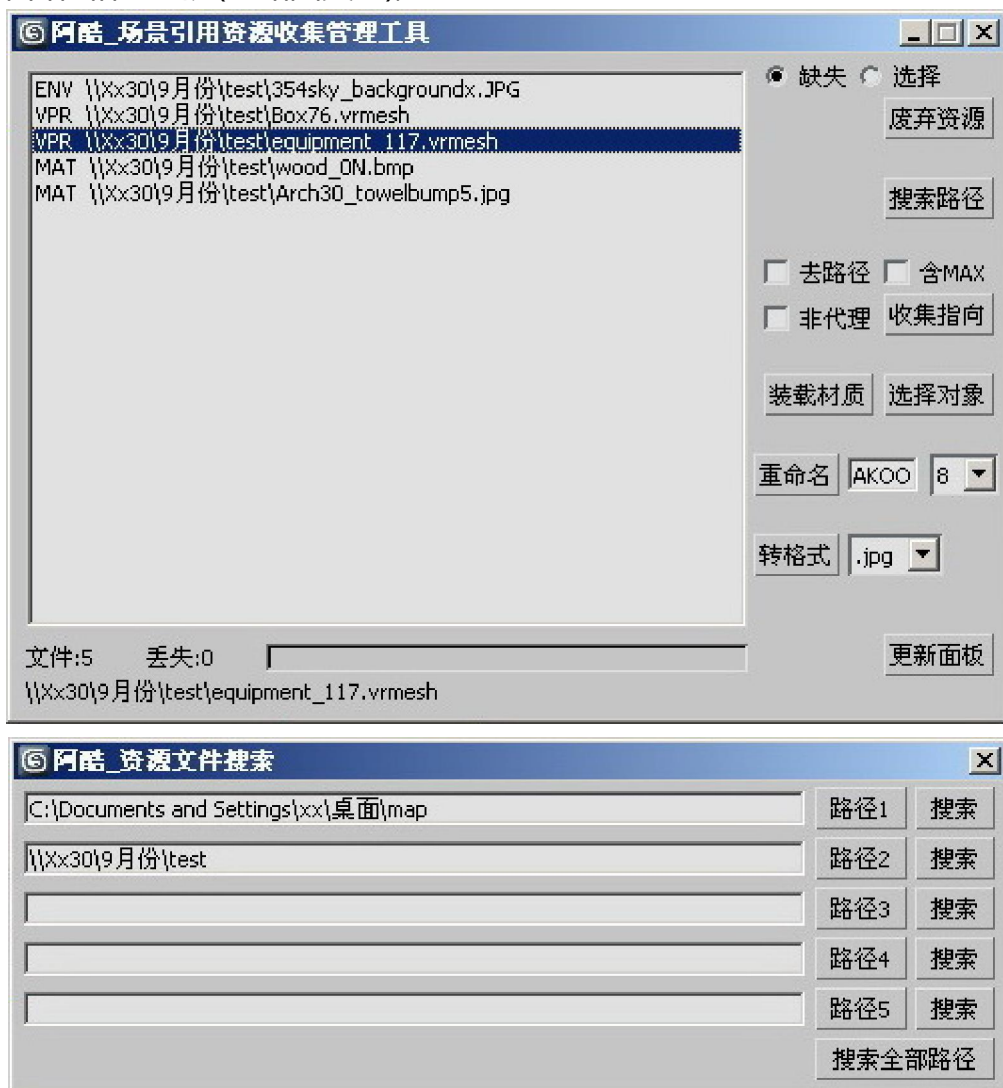 阿酷_场景引用资源收集管理工具
ENV \\Xx30\9月份\test\354sky_backgroundx.JPG
VPR \\Xx30\9月份\test\Box76.vrmesh
VPR \\Xx30\9月份\test\equipment_117.vrmesh
MAT \\Xx30\9月份\test\wood_0N.bmp
MAT \\Xx30\9月份\test\Arch30_towelbump5.jpg
缺失 选择
废弃资源
搜索路径
去路径 含MAX
非代理 收集指向
装载材质 选择对象
重命名 AKOO 8
转格式 .jpg
文件:5 丢失:0 更新面板
\\Xx30\9月份\test\equipment_117.vrmesh
阿酷_资源文件搜索
C:\Documents and Settings\xx\桌面\map 路径1 搜索
\\Xx30\9月份\test 路径2 搜索
路径3 搜索
路径4 搜索
路径5 搜索
搜索全部路径